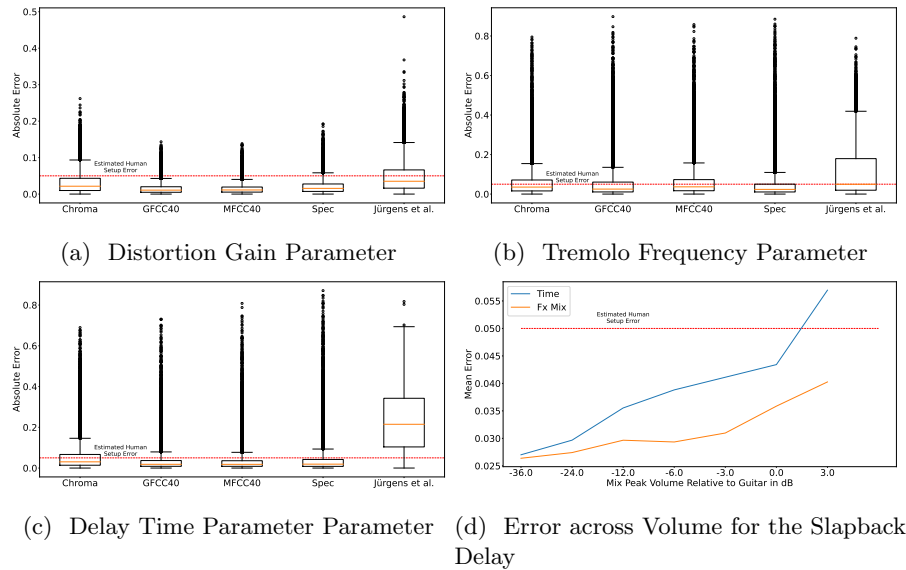 0.5
0.4
0.3
0.2
0.1
0.0
Absolute Error
Estimated Human
Setup Error
Chroma GFCC40 MFCC40 Spec Jürgens et al.
(a) Distortion Gain Parameter
0.8
0.6
0.4
0.2
0.0
Absolute Error
Estimated Human
Setup Error
Chroma GFCC40 MFCC40 Spec Jürgens et al.
(b) Tremolo Frequency Parameter
0.8
0.6
0.4
0.2
0.0
Absolute Error
Estimated Human
Setup Error
Chroma GFCC40 MFCC40 Spec Jürgens et al.
(c) Delay Time Parameter Parameter
Time
Fx Mix
Estimated Human
Setup Error
0.055
0.050
0.045
0.040
0.035
0.030
0.025
Mean Error
-36.0 -24.0 -12.0 -6.0 -3.0 0.0 3.0
Mix Peak Volume Relative to Guitar in dB
(d) Error across Volume for the Slapback
Delay